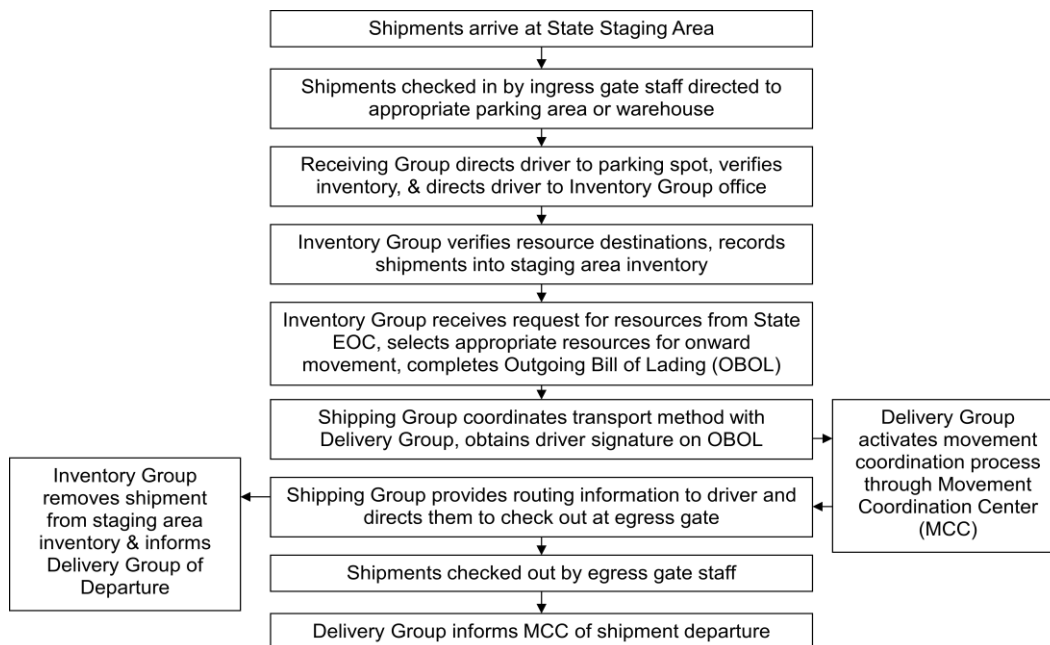 Shipments arrive at State Staging Area
Shipments checked in by ingress gate staff directed to
appropriate parking area or warehouse
Receiving Group directs driver to parking spot, verifies
inventory, & directs driver to Inventory Group office
Inventory Group verifies resource destinations, records
shipments into staging area inventory
Inventory Group receives request for resources from State
EOC, selects appropriate resources for onward
movement, completes Outgoing Bill of Lading (OBOL)
Shipping Group coordinates transport method with
Delivery Group, obtains driver signature on OBOL
Delivery Group
activates movement
coordination process
through Movement
Coordination Center
(MCC)
Shipping Group provides routing information to driver and
directs them to check out at egress gate
Inventory Group
removes shipment
from staging area
inventory & informs
Delivery Group of
Departure
Shipments checked out by egress gate staff
Delivery Group informs MCC of shipment departure